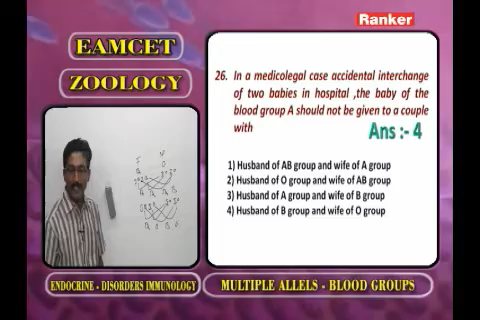 Ranker
EAMCET
ZOOLOGY
26. In a medicolegal case accidental interchange
of two babies in hospital ,the baby of the
blood group A should not be given to a couple
with
Ans :- 4
1) Husband of AB group and wife of A group
2) Husband of O group and wife of AB group
3) Husband of A group and wife of B group
4) Husband of B group and wife of O group
ENDOCRINE - DISORDERS IMMUNOLOGY
MULTIPLE ALLELS - BLOOD GROUPS